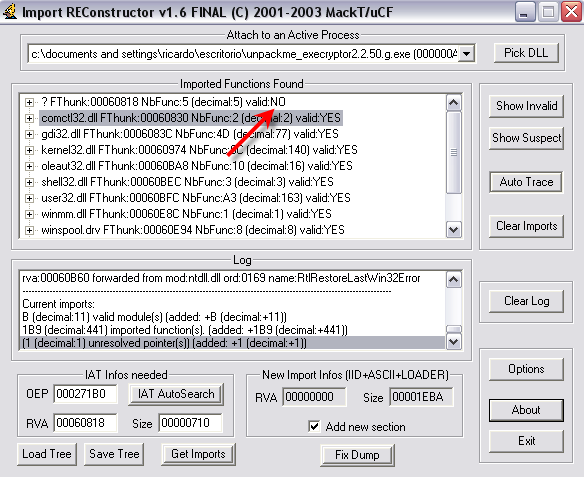 Import REConstructor v1.6 FINAL (C) 2001-2003 MackT/uCF
Attach to an Active Process
c:\documents and settings\ricardo\escritorio\unpackme_execryptor2.2.50.g.exe (000000A
Pick DLL
Imported Functions Found
? FThunk:00060818 NbFunc:5 (decimal:5) valid:NO
comctl32.dll FThunk:00060830 NbFunc:2 (decimal:2) valid:YES
gdi32.dll FThunk:0006083C NbFunc:4D (decimal:77) valid:YES
kernel32.dll FThunk:00060974 NbFunc:8C (decimal:140) valid:YES
oleaut32.dll FThunk:00060BA8 NbFunc:10 (decimal:16) valid:YES
shell32.dll FThunk:00060BEC NbFunc:3 (decimal:3) valid:YES
user32.dll FThunk:00060BFC NbFunc:A3 (decimal:163) valid:YES
winmm.dll FThunk:00060E8C NbFunc:1 (decimal:1) valid:YES
winspool.drv FThunk:00060E94 NbFunc:8 (decimal:8) valid:YES
Show Invalid
Show Suspect
Auto Trace
Clear Imports
Log
rva:00060B60 forwarded from mod:ntdll.dll ord:0169 name:RtlRestoreLastWin32Error
Current imports:
B (decimal:11) valid module(s) (added: +B (decimal:+11))
1B9 (decimal:441) imported function(s). (added: +1B9 (decimal:+441))
(1 (decimal:1) unresolved pointer(s)) (added: +1 (decimal:+1))
Clear Log
IAT Infos needed
OEP 000271B0 IAT AutoSearch
RVA 00060818 Size 00000710
New Import Infos (IID+ASCII+LOADER)
RVA 00000000 Size 00001EBA
Add new section
Options
About
Exit
Load Tree Save Tree Get Imports Fix Dump